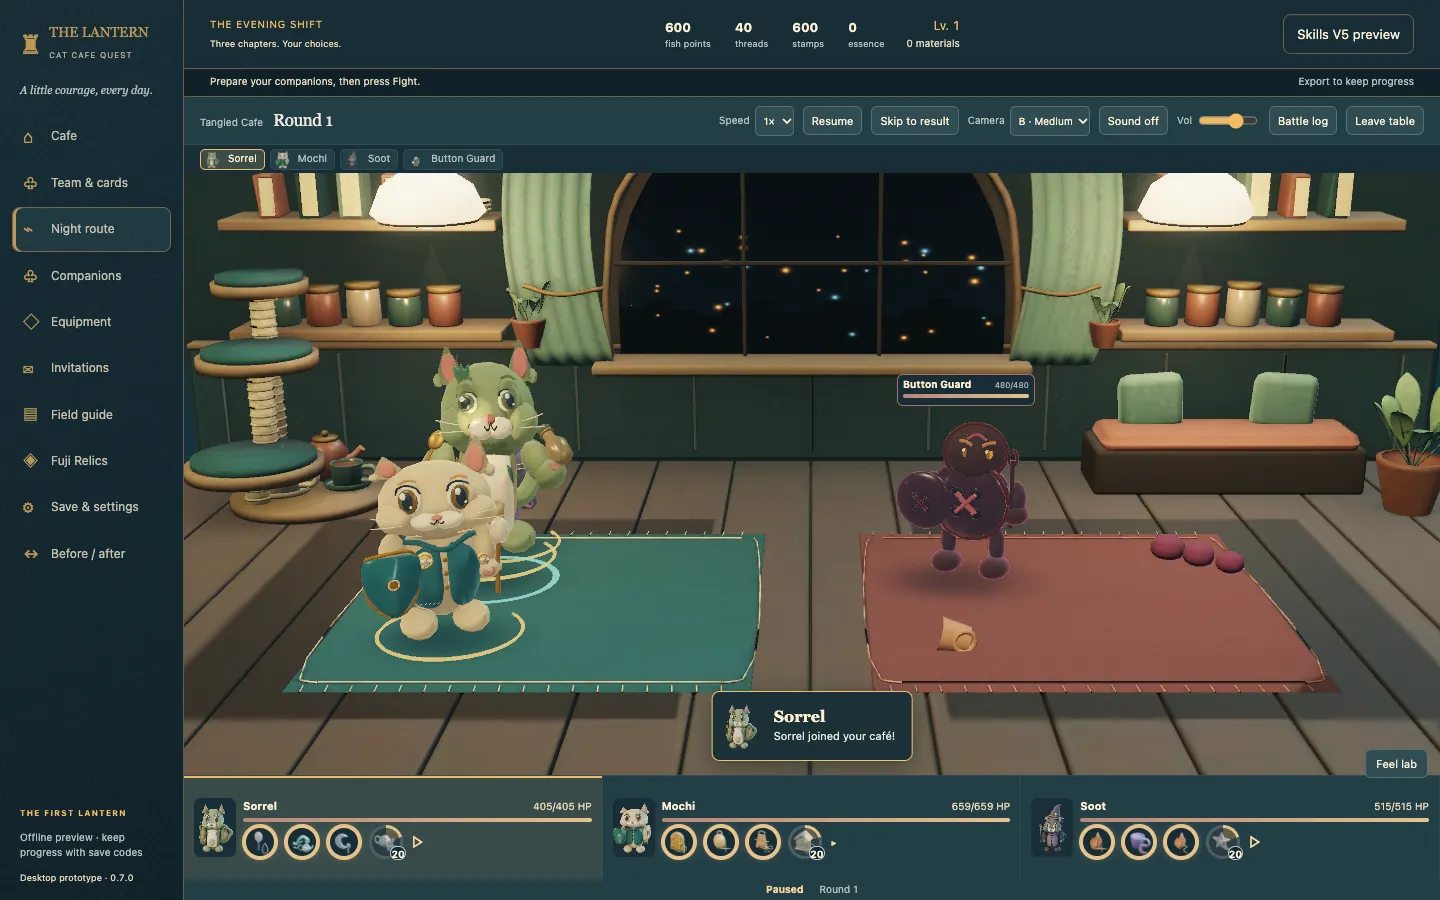 THE LANTERN
CAT CAFE QUEST
A little courage, every day.
Cafe
Team & cards
Night route
Companions
Equipment
Invitations
Field guide
Fuji Relics
Save & settings
Before / after
THE FIRST LANTERN
Offline preview · keep
progress with save codes
Desktop prototype · 0.7.0
THE EVENING SHIFT
Three chapters. Your choices.
600
fish points
40
threads
600
stamps
0
essence
Lv. 1
0 materials
Skills V5 preview
Prepare your companions, then press Fight.
Export to keep progress
Tangled Cafe Round 1
Speed 1x Resume Skip to result Camera B · Medium Sound off Vol Battle log Leave table
Sorrel Mochi Soot Button Guard
Button Guard 480/480
Sorrel
Sorrel joined your café!
Feel lab
Sorrel 405/405 HP
20
Mochi 659/659 HP
20
Soot 515/515 HP
20
Paused Round 1